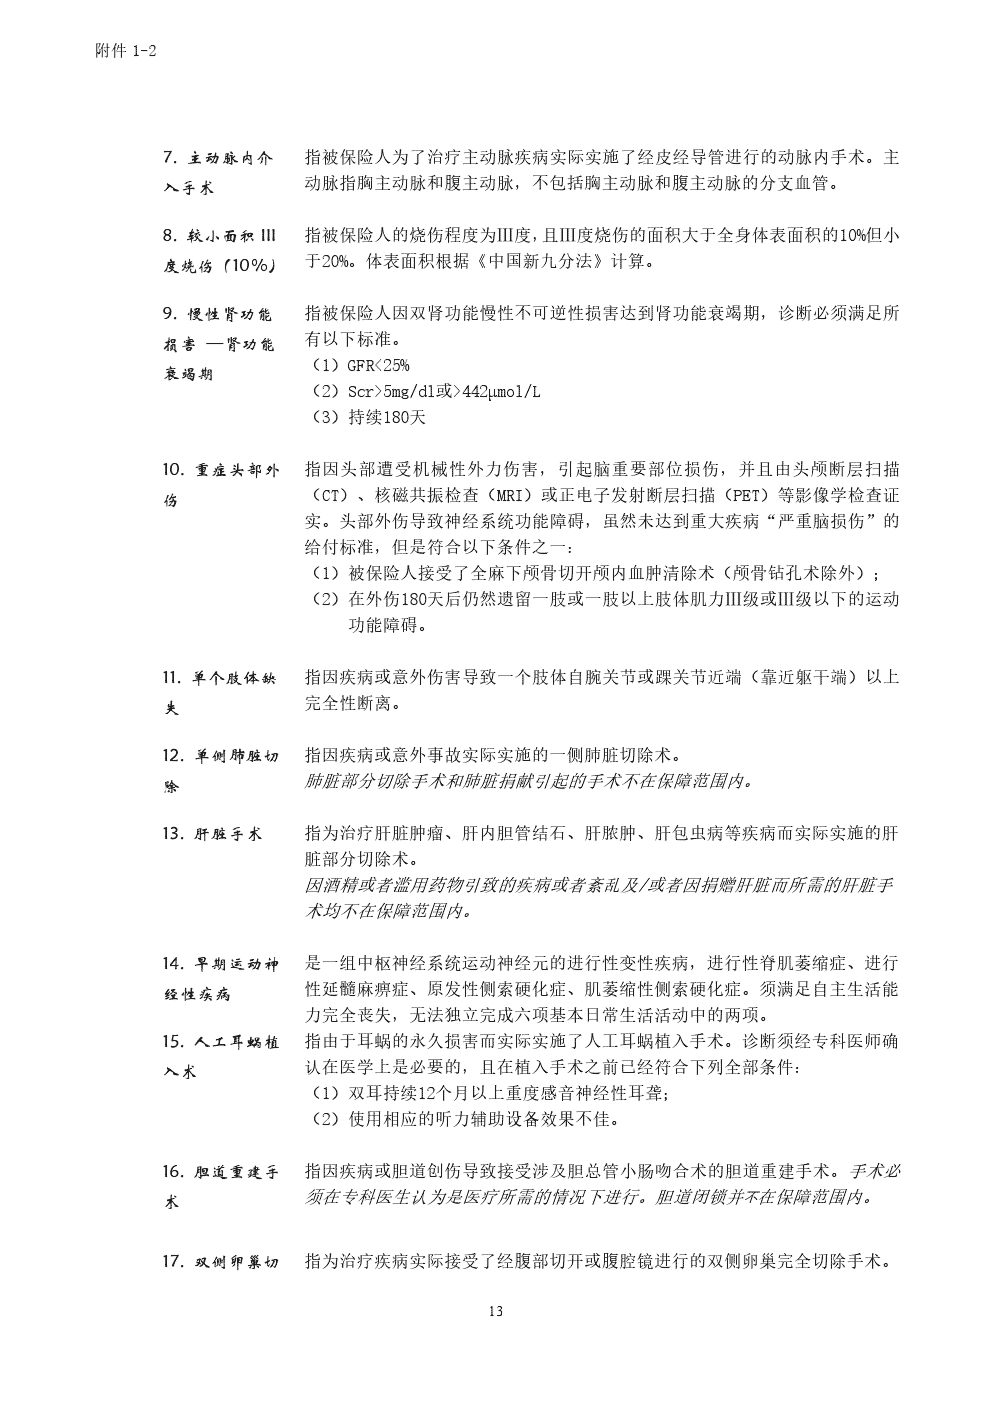 附件 1-2
7. 主动脉内介
入手术
指被保险人为了治疗主动脉疾病实际实施了经皮经导管进行的动脉内手术。主
动脉指胸主动脉和腹主动脉，不包括胸主动脉和腹主动脉的分支血管。
8. 较小面积 III
度烧伤（10%）
指被保险人的烧伤程度为Ⅲ度，且Ⅲ度烧伤的面积大于全身体表面积的10%但小
于20%。体表面积根据《中国新九分法》计算。
9. 慢性肾功能
损害 —肾功能
衰竭期
指被保险人因双肾功能慢性不可逆性损害达到肾功能衰竭期，诊断必须满足所
有以下标准。
（1）GFR<25%
（2）Scr>5mg/dl或>442μmol/L
（3）持续180天
10. 重症头部外
伤
指因头部遭受机械性外力伤害，引起脑重要部位损伤，并且由头颅断层扫描
（CT）、核磁共振检查（MRI）或正电子发射断层扫描（PET）等影像学检查证
实。头部外伤导致神经系统功能障碍，虽然未达到重大疾病“严重脑损伤”的
给付标准，但是符合以下条件之一：
（1）被保险人接受了全麻下颅骨切开颅内血肿清除术（颅骨钻孔术除外）；
（2）在外伤180天后仍然遗留一肢或一肢以上肢体肌力Ⅲ级或Ⅲ级以下的运动
功能障碍。
11. 单个肢体缺
失
指因疾病或意外伤害导致一个肢体自腕关节或踝关节近端（靠近躯干端）以上
完全性断离。
12. 单侧肺脏切
除
指因疾病或意外事故实际实施的一侧肺脏切除术。
肺脏部分切除手术和肺脏捐献引起的手术不在保障范围内。
13. 肝脏手术
指为治疗肝脏肿瘤、肝内胆管结石、肝脓肿、肝包虫病等疾病而实际实施的肝
脏部分切除术。
因酒精或者滥用药物引致的疾病或者紊乱及/或者因捐赠肝脏而所需的肝脏手
术均不在保障范围内。
14. 早期运动神
经性疾病
是一组中枢神经系统运动神经元的进行性变性疾病，进行性脊肌萎缩症、进行
性延髓麻痹症、原发性侧索硬化症、肌萎缩性侧索硬化症。须满足自主生活能
力完全丧失，无法独立完成六项基本日常生活活动中的两项。
15. 人工耳蜗植
入术
指由于耳蜗的永久损害而实际实施了人工耳蜗植入手术。诊断须经专科医师确
认在医学上是必要的，且在植入手术之前已经符合下列全部条件：
（1）双耳持续12个月以上重度感音神经性耳聋；
（2）使用相应的听力辅助设备效果不佳。
16. 胆道重建手
术
指因疾病或胆道创伤导致接受涉及胆总管小肠吻合术的胆道重建手术。手术必
须在专科医生认为是医疗所需的情况下进行。胆道闭锁并不在保障范围内。
17. 双侧卵巢切
指为治疗疾病实际接受了经腹部切开或腹腔镜进行的双侧卵巢完全切除手术。
13